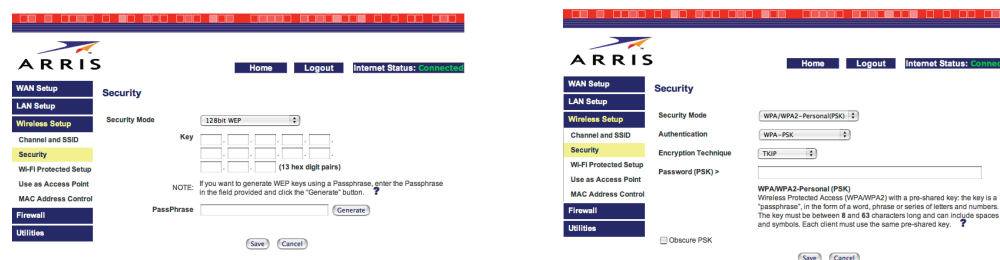 ARRIS
Home Logout Internet Status: Connected
WAN Setup
LAN Setup
Wireless Setup
Channel and SSID
Security
Wi-Fi Protected Setup
Use as Access Point
MAC Address Control
Firewall
Utilities
Security
Security Mode 128bit WEP
Key
. . . . .
. . . . .
. . (13 hex digit pairs)
NOTE: If you want to generate WEP keys using a Passphrase, enter the Passphrase
in the field provided and click the "Generate" button. ?
PassPhrase Generate
Save Cancel
ARRIS
Home Logout Internet Status: Connec
WAN Setup
LAN Setup
Wireless Setup
Channel and SSID
Security
Wi-Fi Protected Setup
Use as Access Point
MAC Address Control
Firewall
Utilities
Security
Security Mode WPA/WPA2-Personal(PSK)
Authentication WPA-PSK
Encryption Technique TKIP
Password (PSK) >
WPA/WPA2-Personal (PSK)
Wireless Protected Access (WPA/WPA2) with a pre-shared key: the key is a
"passphrase", in the form of a word, phrase or series of letters and numbers.
The key must be between 8 and 63 characters long and can include spaces
and symbols. Each client must use the same pre-shared key. ?
Obscure PSK
Save Cancel